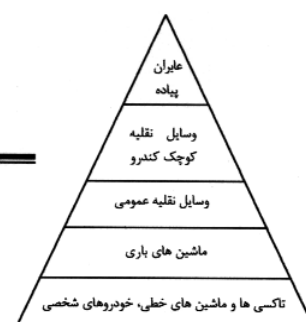 عابران
پیاده
وسایل نقلیه
کوچک کندرو
وسایل نقلیه عمومی
ماشین های باری
تاکسی ها و ماشین های خطی، خودروهای شخصی